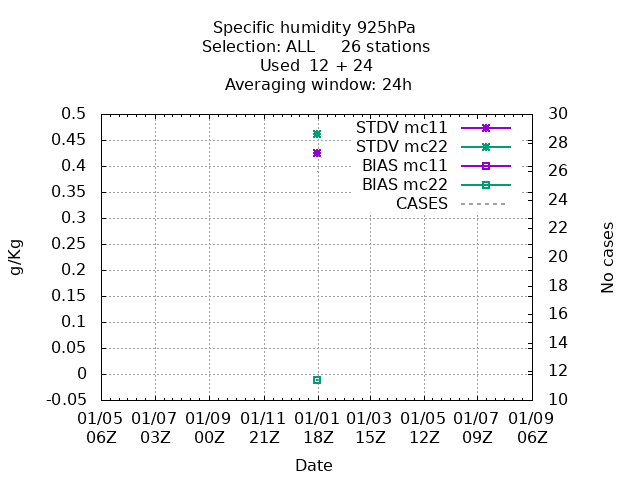 Specific humidity 925hPa
Selection: ALL     26 stations
Used  12 + 24
Averaging window: 24h
STDV mc11
STDV mc22
BIAS mc11
BIAS mc22
CASES
0.5
0.45
0.4
0.35
0.3
0.25
0.2
0.15
0.1
0.05
0
-0.05
g/Kg
30
28
26
24
22
20
18
16
14
12
10
No cases
01/05 01/07 01/09 01/11 01/01 01/03 01/05 01/07 01/09
06Z 03Z 00Z 21Z 18Z 15Z 12Z 09Z 06Z
Date